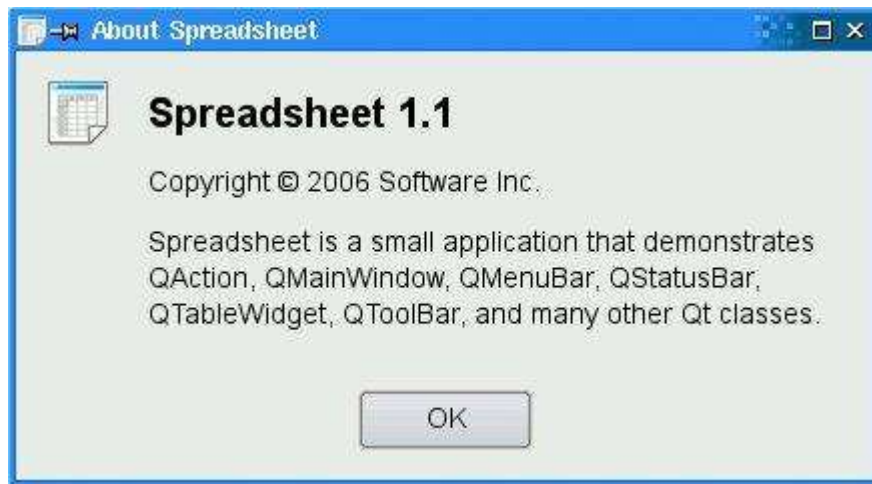 About Spreadsheet
Spreadsheet 1.1
Copyright © 2006 Software Inc.
Spreadsheet is a small application that demonstrates
QAction, QMainWindow, QMenuBar, QStatusBar,
QTableWidget, QToolBar, and many other Qt classes.
OK